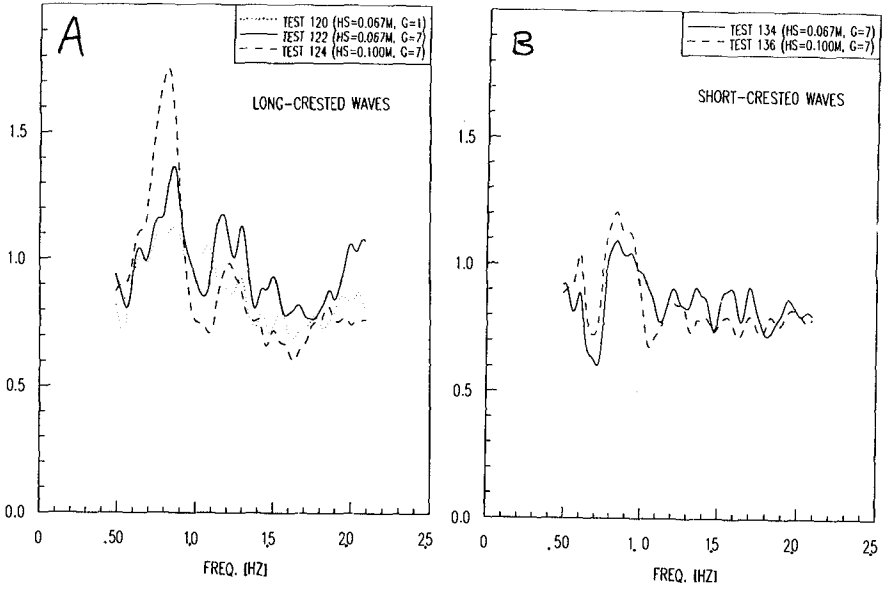 A
TEST 120 (HS=0.067M, G=1)
TEST 122 (HS=0.067M, G=7)
TEST 124 (HS=0.100M, G=7)
LONG-CRESTED WAVES
1.5
1.0
0.5
0.0
0
.50
1.0
1.5
2.0
2.5
FREQ. [HZ]
B
TEST 134 (HS=0.067M, G=7)
TEST 136 (HS=0.100M, G=7)
SHORT-CRESTED WAVES
1.5
1.0
0.5
0.0
0
.50
1.0
1.5
2.0
2.5
FREQ. [HZ]